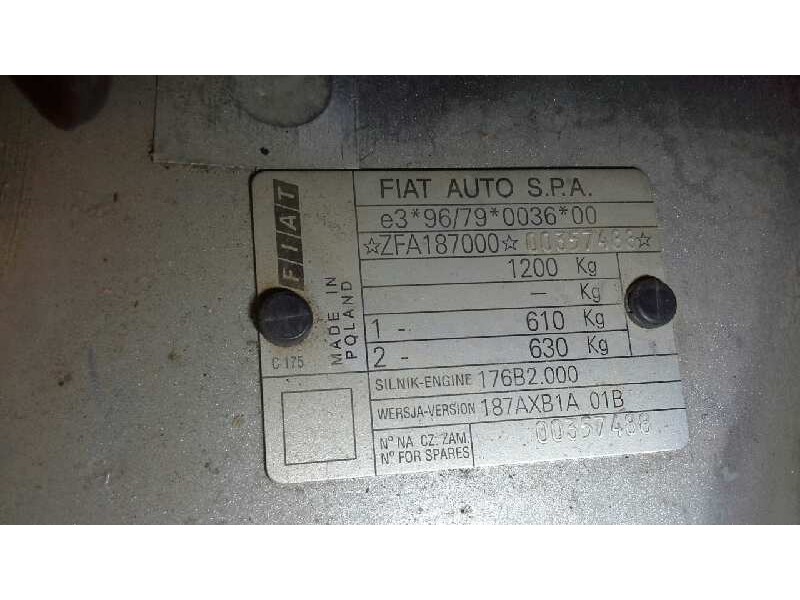 FIAT
MADE IN
POLAND
C 175
FIAT AUTO S.P.A.
e3*96/79*0036*00
☆ZFA187000☆ 00357488☆
1200 Kg
— Kg
1 - 610 Kg
2 - 630 Kg
SILNIK-ENGINE 176B2.000
WERSJA-VERSION 187AXB1A 01B
Nº NA CZ. ZAM.
Nº FOR SPARES
00357488